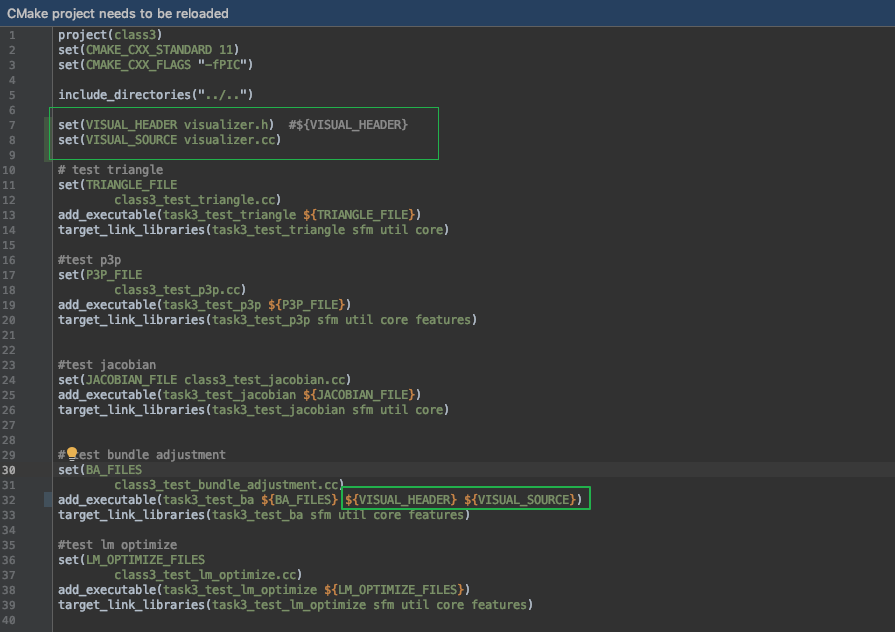 CMake project needs to be reloaded
1 project(class3)
2 set(CMAKE_CXX_STANDARD 11)
3 set(CMAKE_CXX_FLAGS "-fPIC")
4
5 include_directories("../..")
6
7 set(VISUAL_HEADER visualizer.h)  #${VISUAL_HEADER}
8 set(VISUAL_SOURCE visualizer.cc)
9
10 # test triangle
11 set(TRIANGLE_FILE
12         class3_test_triangle.cc)
13 add_executable(task3_test_triangle ${TRIANGLE_FILE})
14 target_link_libraries(task3_test_triangle sfm util core)
15
16 #test p3p
17 set(P3P_FILE
18         class3_test_p3p.cc)
19 add_executable(task3_test_p3p ${P3P_FILE})
20 target_link_libraries(task3_test_p3p sfm util core features)
21
22
23 #test jacobian
24 set(JACOBIAN_FILE class3_test_jacobian.cc)
25 add_executable(task3_test_jacobian ${JACOBIAN_FILE})
26 target_link_libraries(task3_test_jacobian sfm util core)
27
28
29 # est bundle adjustment
30 set(BA_FILES
31         class3_test_bundle_adjustment.cc)
32 add_executable(task3_test_ba ${BA_FILES} ${VISUAL_HEADER} ${VISUAL_SOURCE})
33 target_link_libraries(task3_test_ba sfm util core features)
34
35 #test lm optimize
36 set(LM_OPTIMIZE_FILES
37         class3_test_lm_optimize.cc)
38 add_executable(task3_test_lm_optimize ${LM_OPTIMIZE_FILES})
39 target_link_libraries(task3_test_lm_optimize sfm util core features)
40